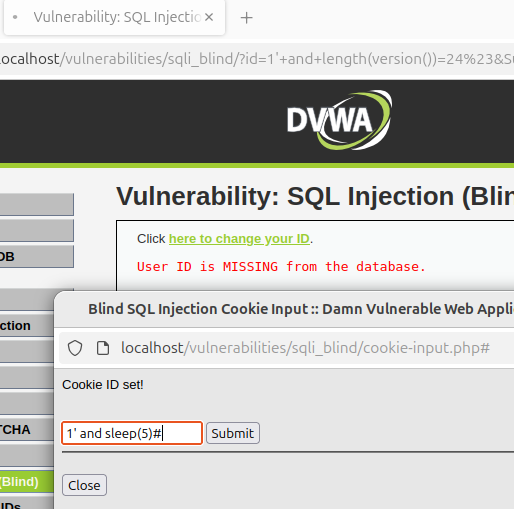 Vulnerability: SQL Injectio
localhost/vulnerabilities/sqli_blind/?id=1'+and+length(version())=24%23&S
DVWA
Vulnerability: SQL Injection (Blin
Click here to change your ID.
User ID is MISSING from the database.
OB
ction
TCHA
(Blind)
IDs
Blind SQL Injection Cookie Input :: Damn Vulnerable Web Appli
localhost/vulnerabilities/sqli_blind/cookie-input.php#
Cookie ID set!
1' and sleep(5)# Submit
Close